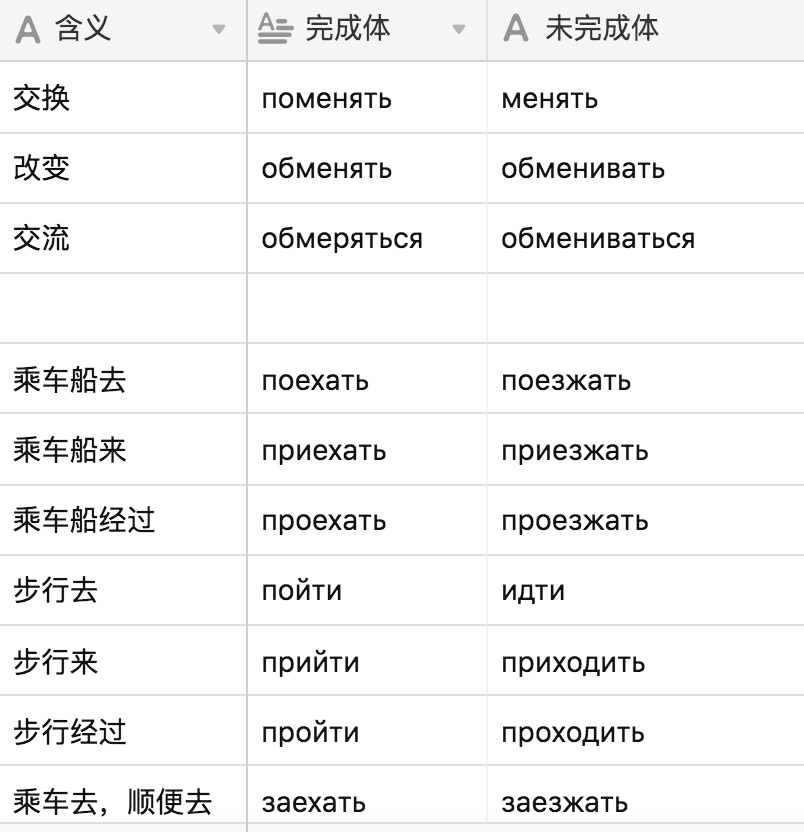 含义 完成体 未完成体
交换 поменять менять
改变 обменять обменивать
交流 обмеряться обмениваться
乘车船去 поехать поезжать
乘车船来 приехать приезжать
乘车船经过 проехать проезжать
步行去 пойти идти
步行来 прийти приходить
步行经过 пройти проходить
乘车去，顺便去 заехать заезжать